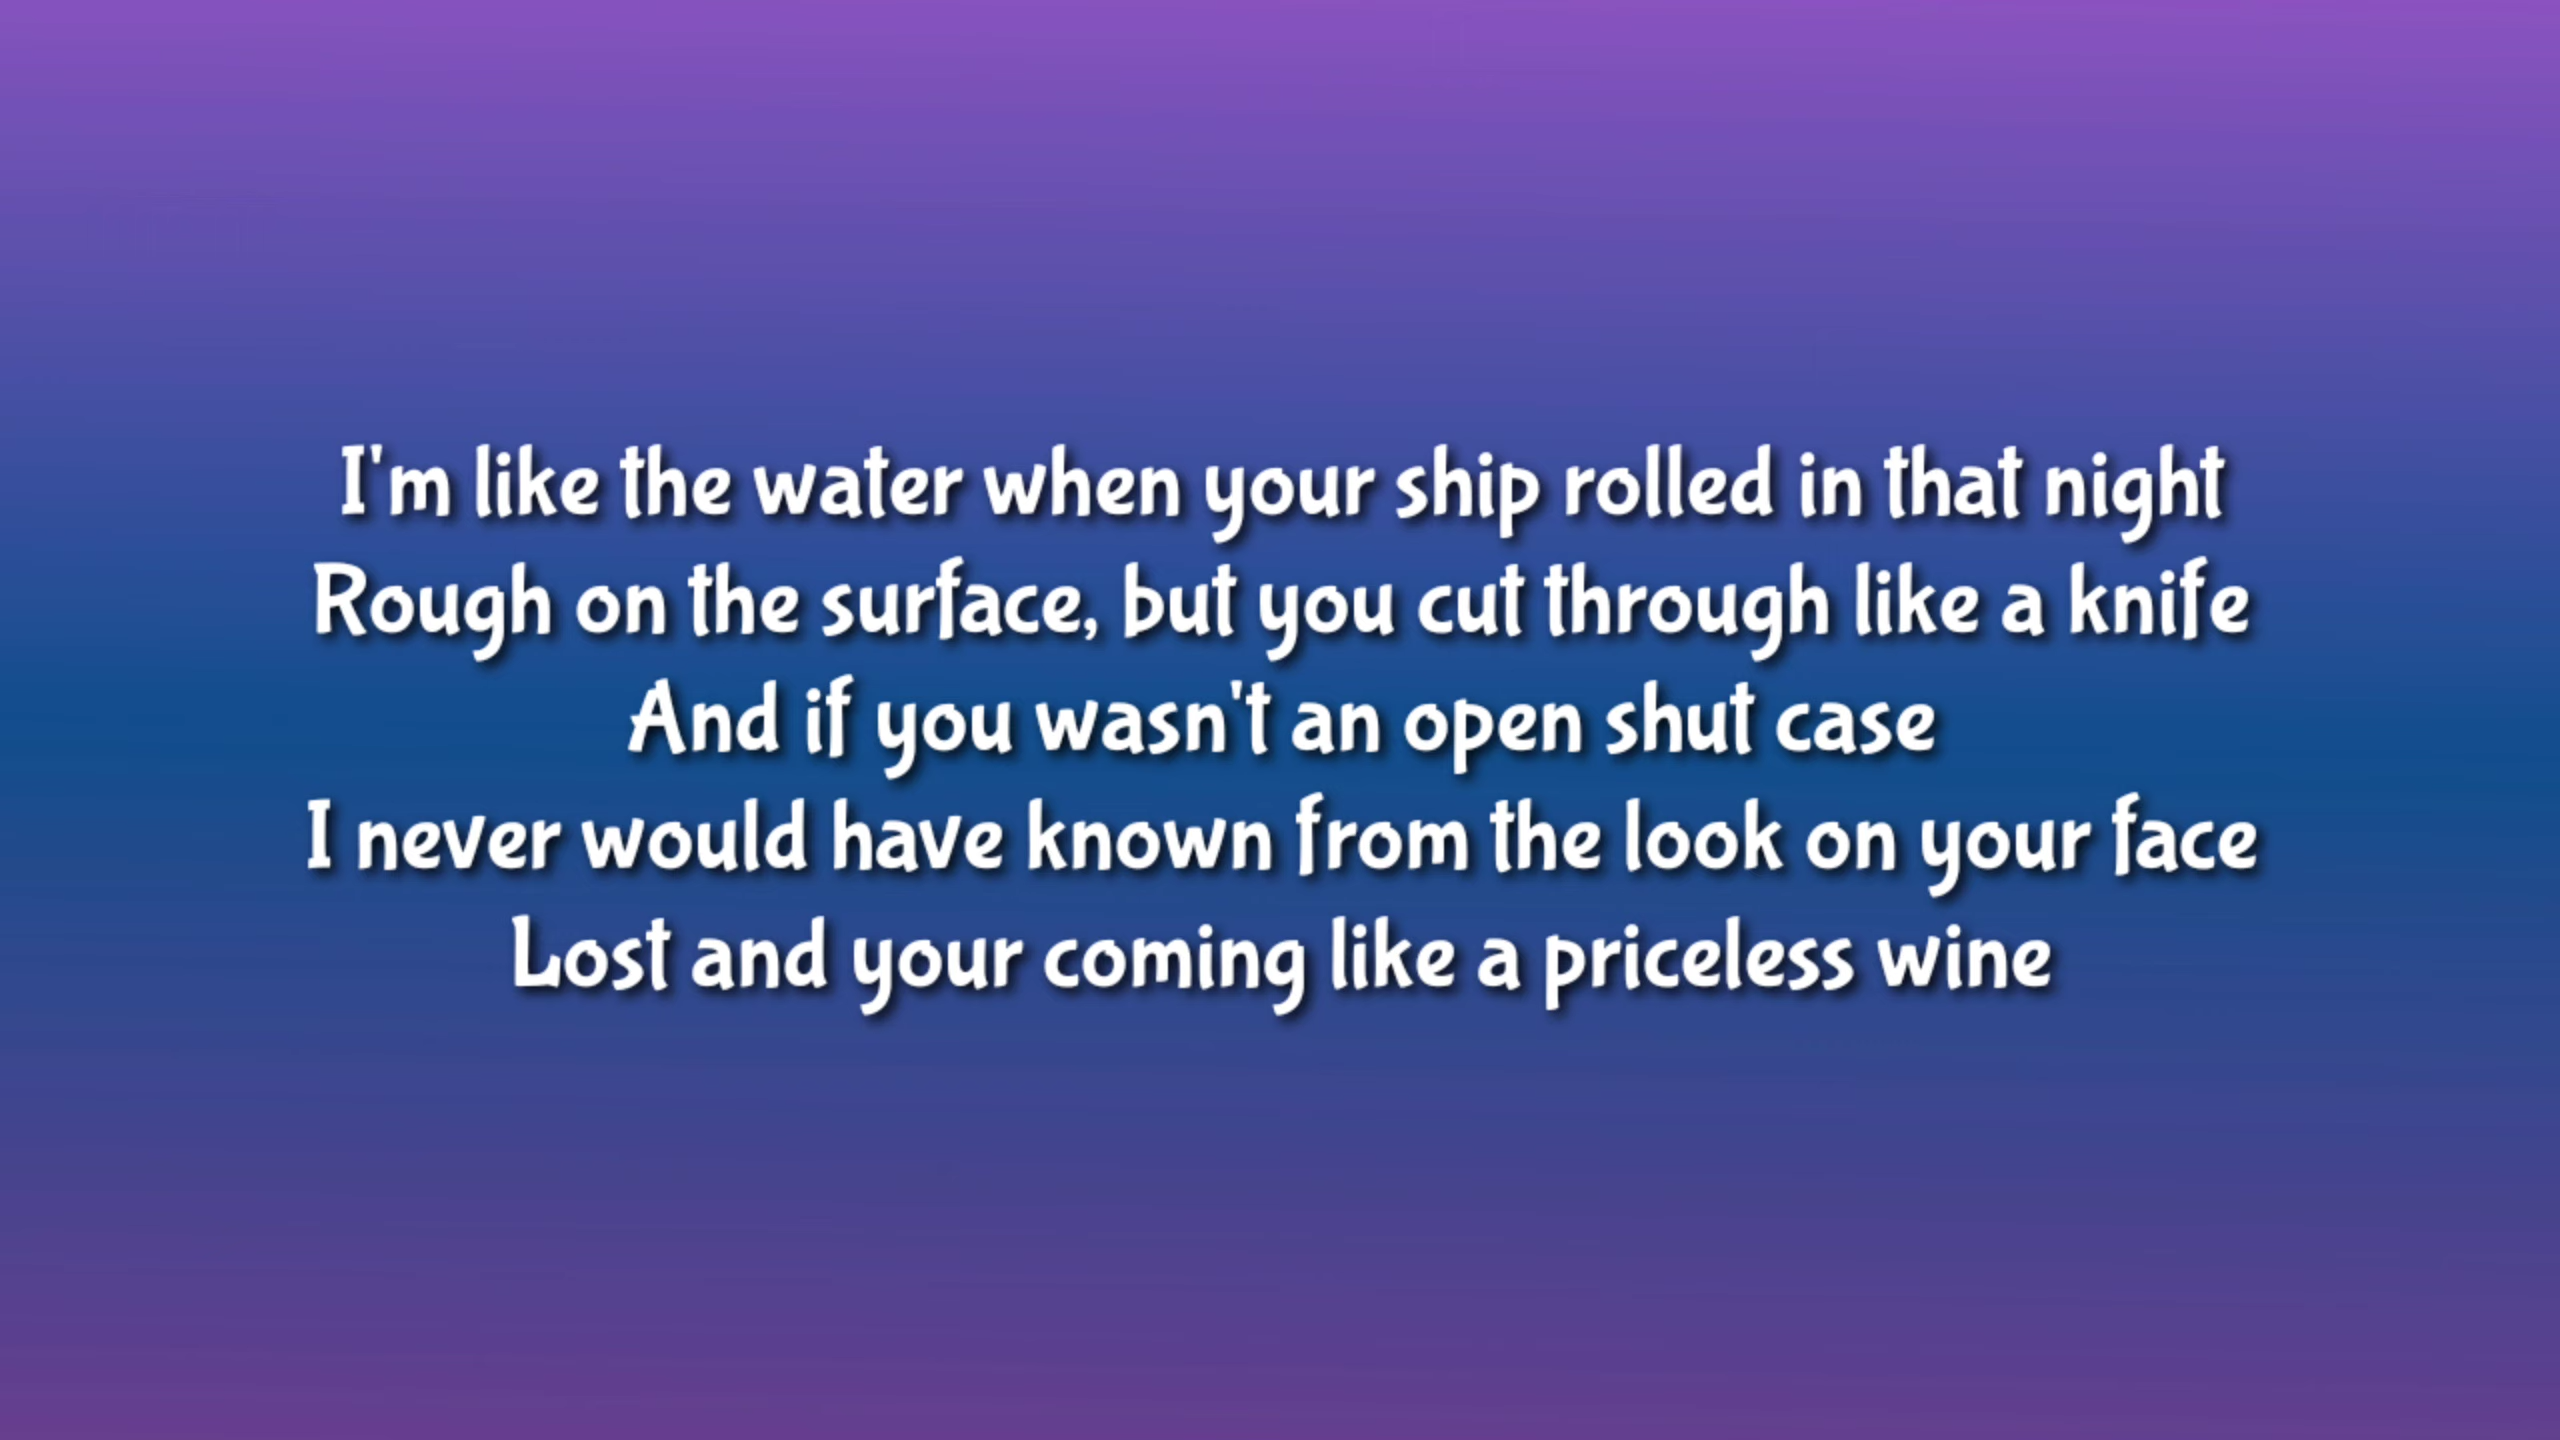 I'm like the water when your ship rolled in that night
Rough on the surface, but you cut through like a knife
And if you wasn't an open shut case
I never would have known from the look on your face
Lost and your coming like a priceless wine